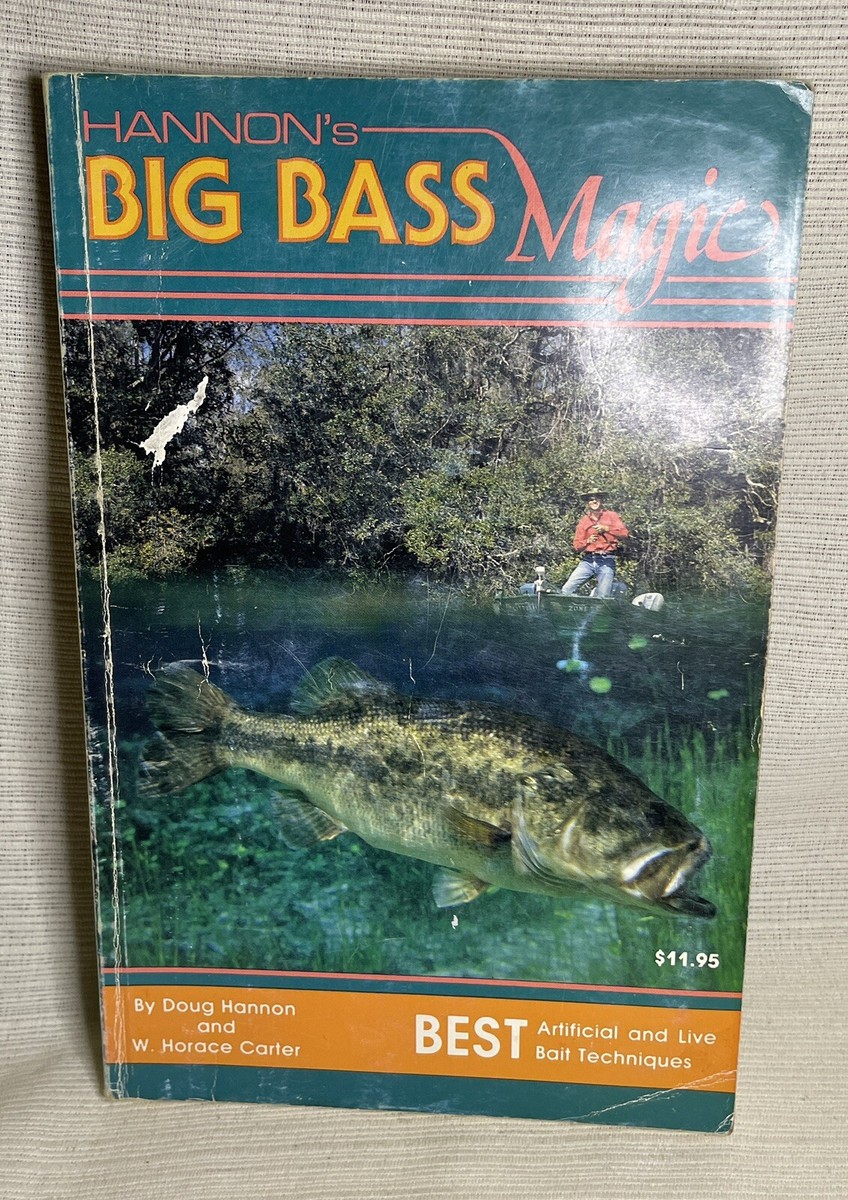 HANNON's
BIG BASS Magic
$11.95
By Doug Hannon
and
W. Horace Carter
BEST Artificial and Live
Bait Techniques